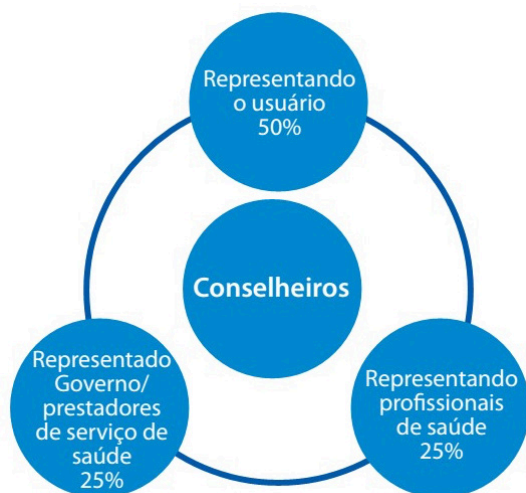 Representando
o usuário
50%
Conselheiros
Representado
Governo/
prestadores
de serviço de
saúde
25%
Representando
profissionais
de saúde
25%